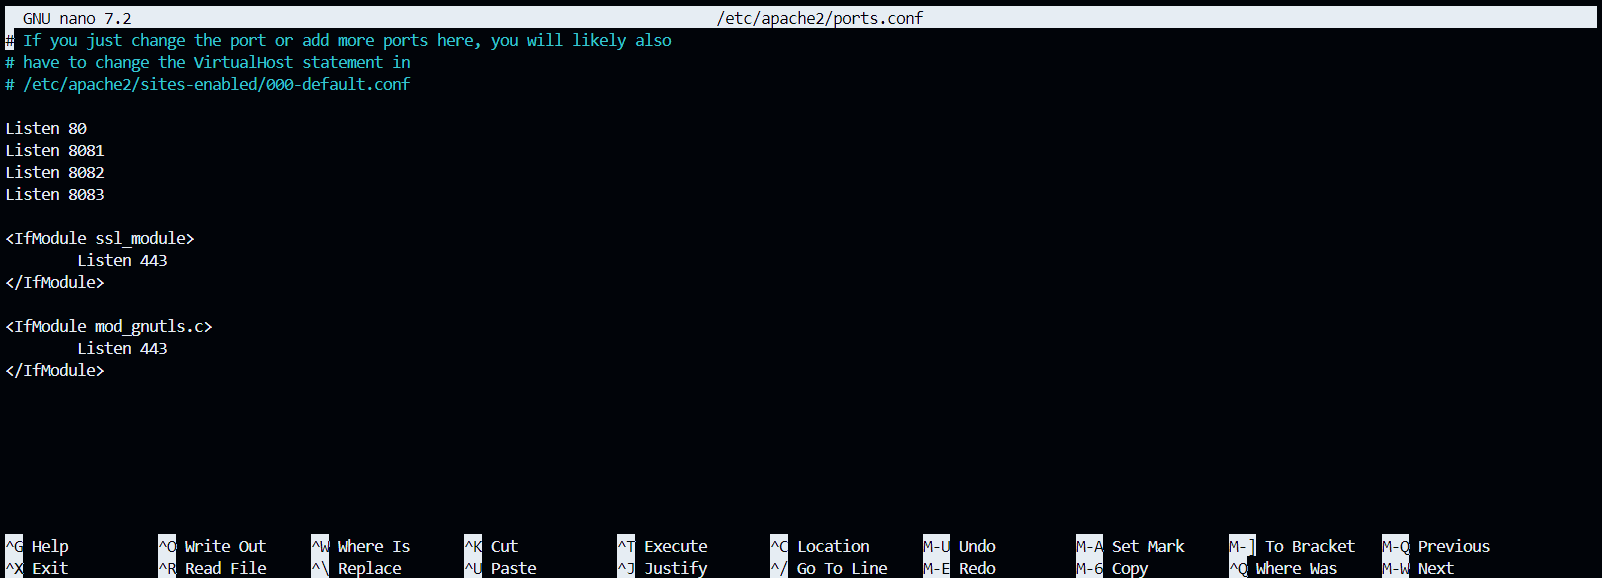 GNU nano 7.2 /etc/apache2/ports.conf
# If you just change the port or add more ports here, you will likely also
# have to change the VirtualHost statement in
# /etc/apache2/sites-enabled/000-default.conf
Listen 80
Listen 8081
Listen 8082
Listen 8083
<IfModule ssl_module>
Listen 443
</IfModule>
<IfModule mod_gnutls.c>
Listen 443
</IfModule>
^G Help ^O Write Out ^W Where Is ^K Cut ^T Execute ^C Location M-U Undo M-A Set Mark M-] To Bracket M-Q Previous
^X Exit ^R Read File ^\ Replace ^U Paste ^J Justify ^/ Go To Line M-E Redo M-6 Copy ^Q Where Was M-W Next